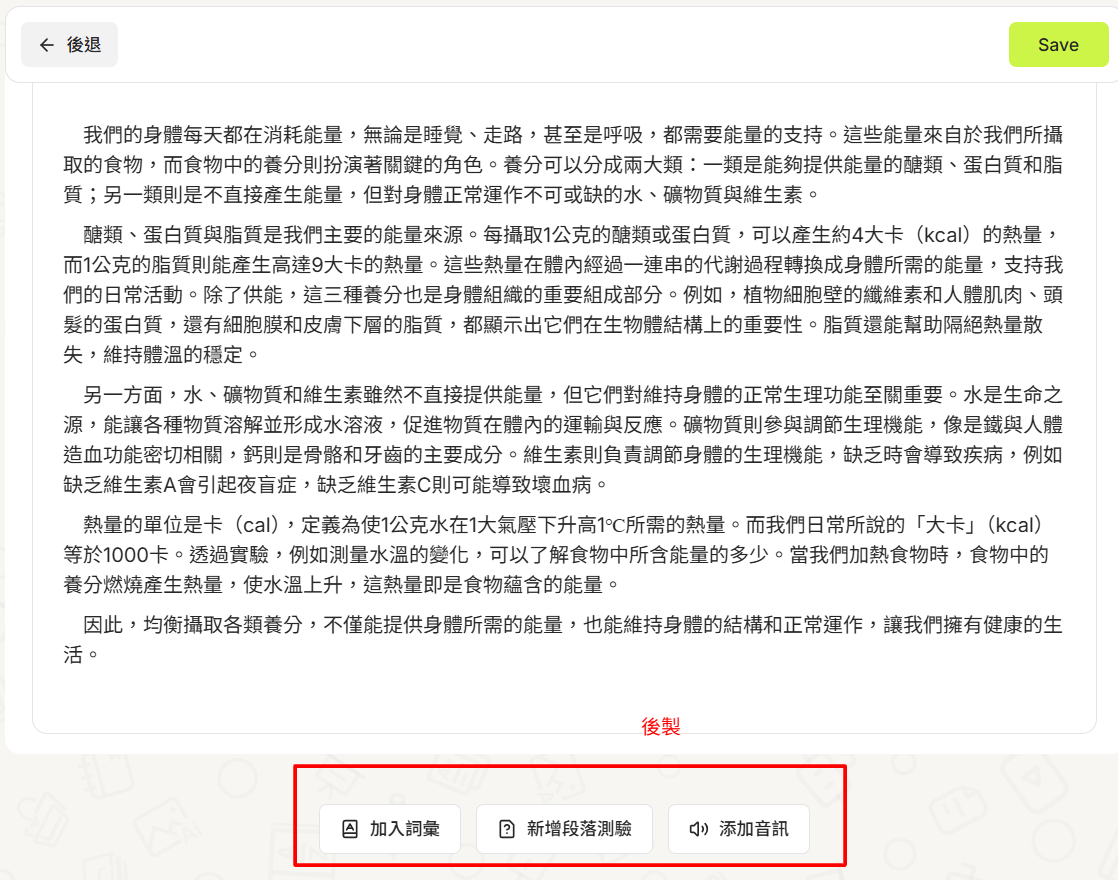 後退
Save
我們的身體每天都在消耗能量，無論是睡覺、走路，甚至是呼吸，都需要能量的支持。這些能量來自於我們所攝
取的食物，而食物中的養分則扮演著關鍵的角色。養分可以分成兩大類：一類是能夠提供能量的醣類、蛋白質和脂
質；另一類則是不直接產生能量，但對身體正常運作不可或缺的水、礦物質與維生素。
醣類、蛋白質與脂質是我們主要的能量來源。每攝取1公克的醣類或蛋白質，可以產生約4大卡（kcal）的熱量，
而1公克的脂質則能產生高達9大卡的熱量。這些熱量在體內經過一連串的代謝過程轉換成身體所需的能量，支持我
們的日常活動。除了供能，這三種養分也是身體組織的重要組成部分。例如，植物細胞壁的纖維素和人體肌肉、頭
髮的蛋白質，還有細胞膜和皮膚下層的脂質，都顯示出它們在生物體結構上的重要性。脂質還能幫助隔絕熱量散
失，維持體溫的穩定。
另一方面，水、礦物質和維生素雖然不直接提供能量，但它們對維持身體的正常生理功能至關重要。水是生命之
源，能讓各種物質溶解並形成水溶液，促進物質在體內的運輸與反應。礦物質則參與調節生理機能，像是鐵與人體
造血功能密切相關，鈣則是骨骼和牙齒的主要成分。維生素則負責調節身體的生理機能，缺乏時會導致疾病，例如
缺乏維生素A會引起夜盲症，缺乏維生素C則可能導致壞血病。
熱量的單位是卡（cal），定義為使1公克水在1大氣壓下升高1℃所需的熱量。而我們日常所說的「大卡」（kcal）
等於1000卡。透過實驗，例如測量水溫的變化，可以了解食物中所含能量的多少。當我們加熱食物時，食物中的
養分燃燒產生熱量，使水溫上升，這熱量即是食物蘊含的能量。
因此，均衡攝取各類養分，不僅能提供身體所需的能量，也能維持身體的結構和正常運作，讓我們擁有健康的生
活。
後製
加入詞彙
新增段落測驗
添加音訊